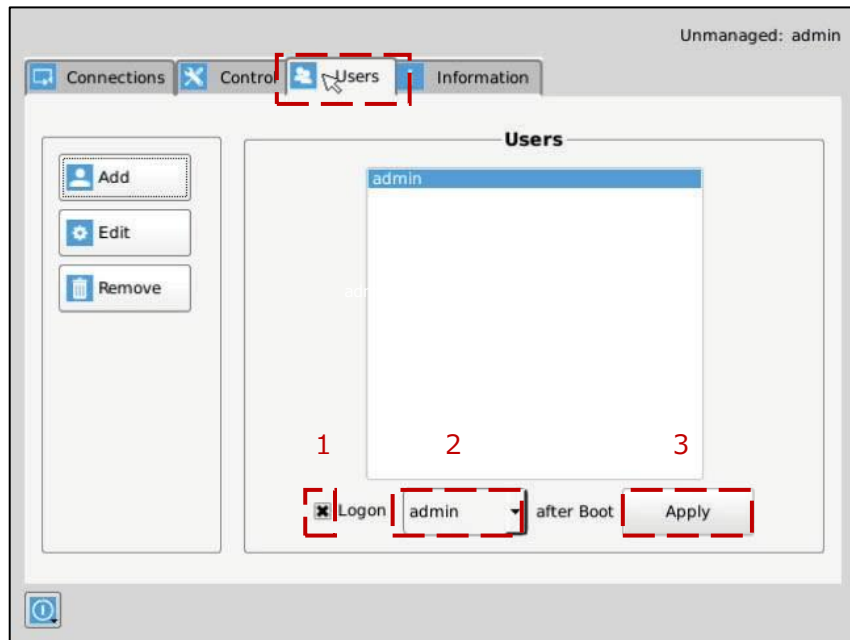 Unmanaged: admin
Connections Control Users Information
Users
Add
admin
Edit
Remove
1 2 3
Logon admin after Boot Apply